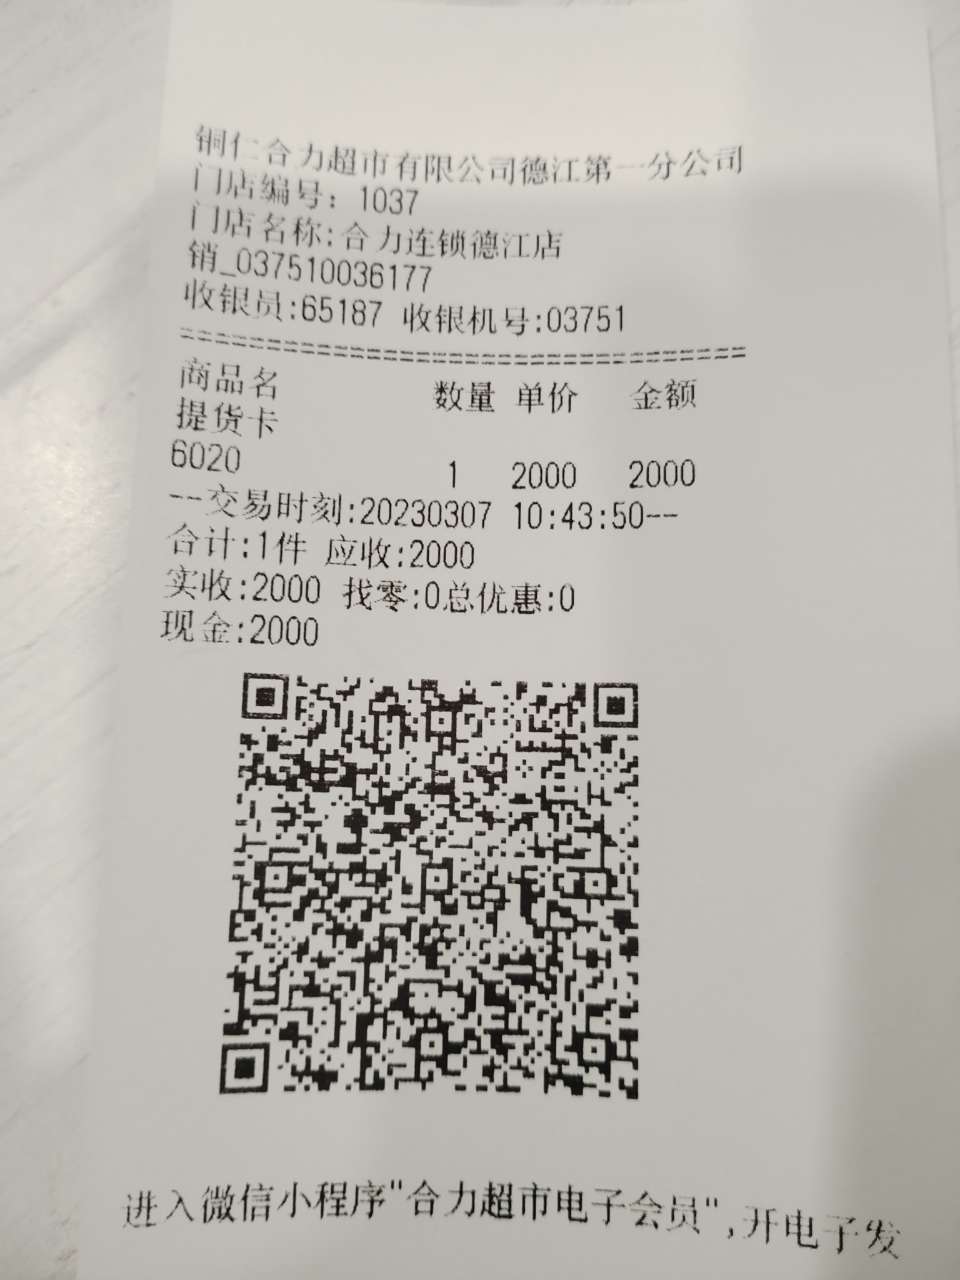 铜仁合力超市有限公司德江第一分公司
门店编号：1037
门店名称:合力连锁德江店
销_037510036177
收银员:65187 收银机号:03751
========================================
商品名 数量 单价 金额
提货卡
6020 1 2000 2000
--交易时刻:20230307 10:43:50--
合计:1件 应收:2000
实收:2000 找零:0总优惠:0
现金:2000
进入微信小程序"合力超市电子会员",开电子发